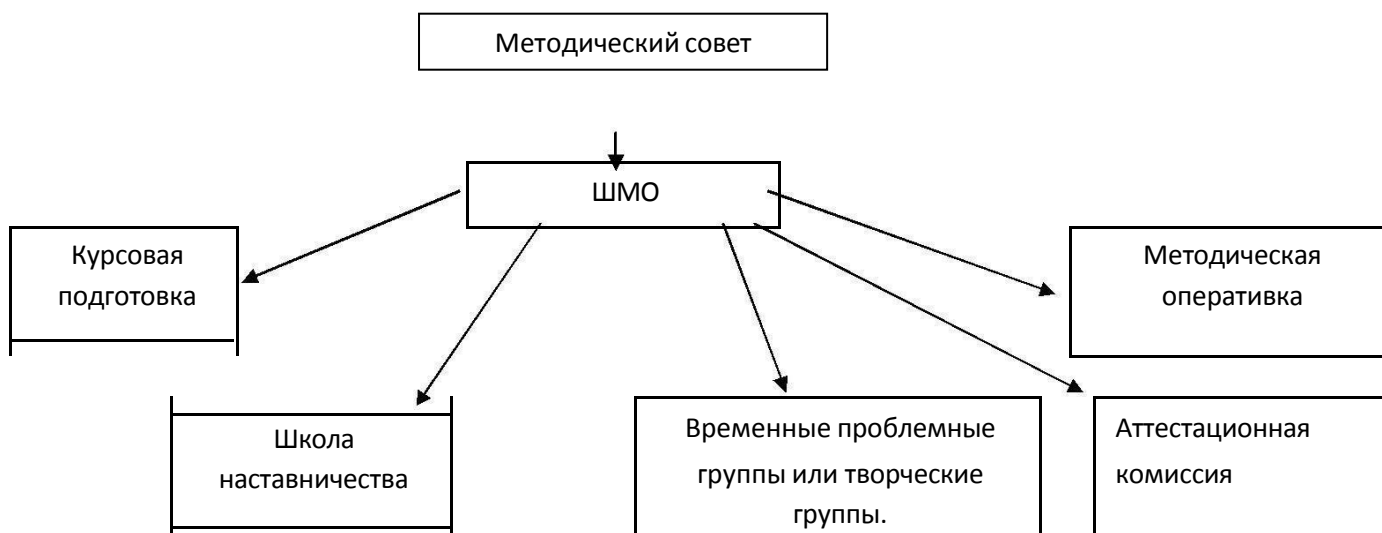 Методический совет
ШМО
Курсовая
подготовка
Методическая
оперативка
Школа
наставничества
Временные проблемные
группы или творческие
группы.
Аттестационная
комиссия